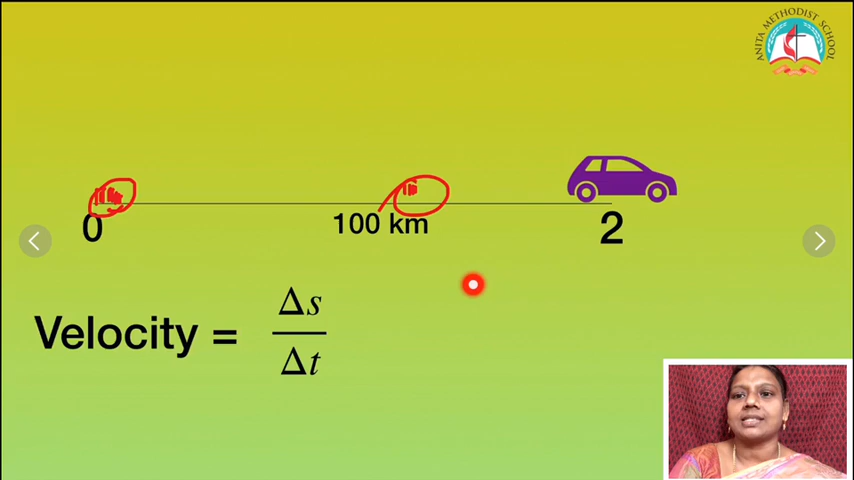 ANITA METHODIST SCHOOL
0
100 km
2
Velocity = Δs/Δt